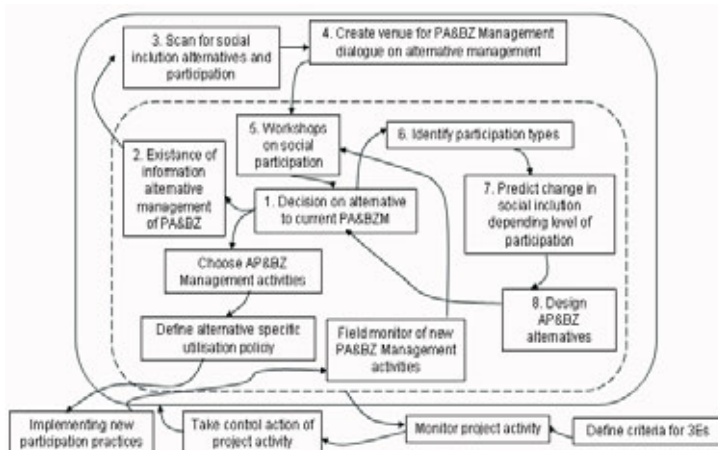 3. Scan for social
inclution alternatives and
participation
4. Create venue for PA&BZ Management
dialogue on alternative management
5. Workshops
on social
participation
6. Identify participation types
2. Existance of
information
alternative
management
of PA&BZ
1. Decision on alternative
to current PA&BZM
7. Predict change in
social inclution
depending level of
participation
Choose AP&BZ
Management activities
8. Design
AP&BZ
alternatives
Define alternative specific
utilisation policiy
Field monitor of new
PA&BZ Management
activities
Implementing new
participation practices
Take control action of
project activity
Monitor project activity
Define criteria for 3Es